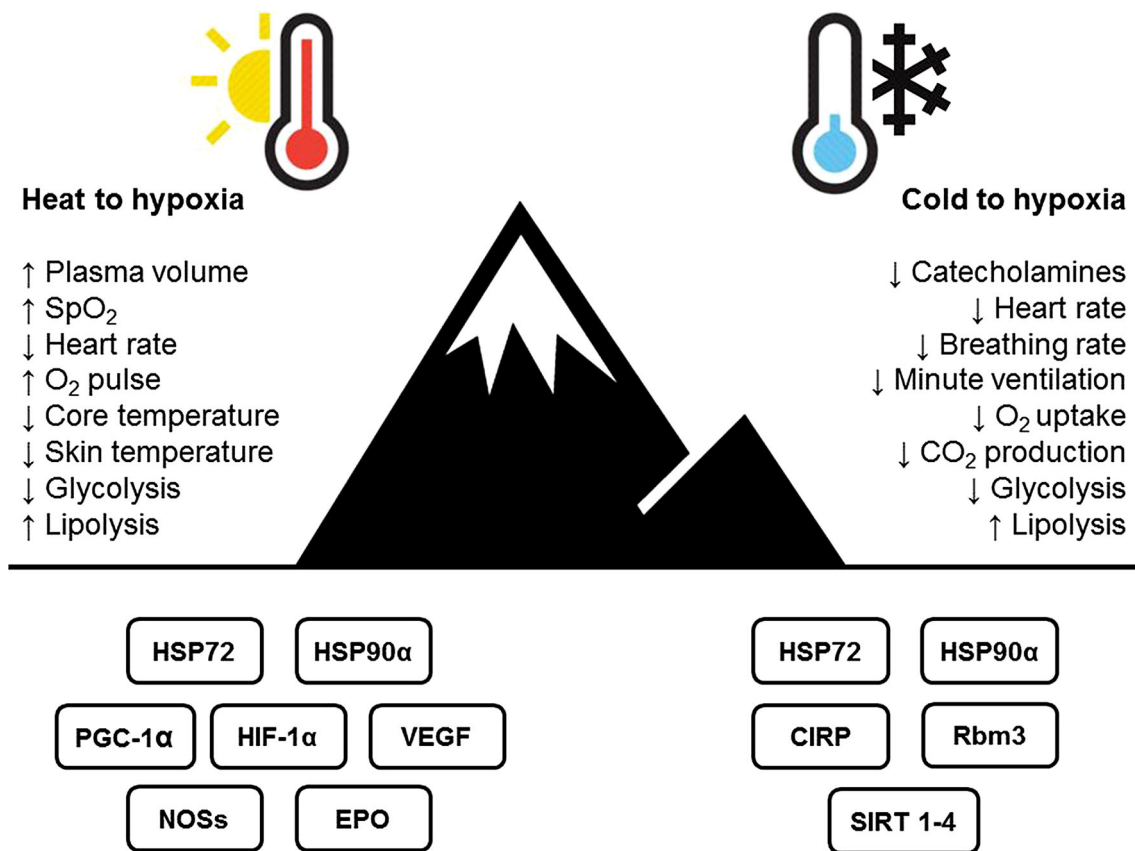 Heat to hypoxia
↑ Plasma volume
↑ SpO₂
↓ Heart rate
↑ O₂ pulse
↓ Core temperature
↓ Skin temperature
↓ Glycolysis
↑ Lipolysis
Cold to hypoxia
↓ Catecholamines
↓ Heart rate
↓ Breathing rate
↓ Minute ventilation
↓ O₂ uptake
↓ CO₂ production
↓ Glycolysis
↑ Lipolysis
HSP72 HSP90α
PGC-1α HIF-1α VEGF
NOSs EPO
HSP72 HSP90α
CIRP Rbm3
SIRT 1-4